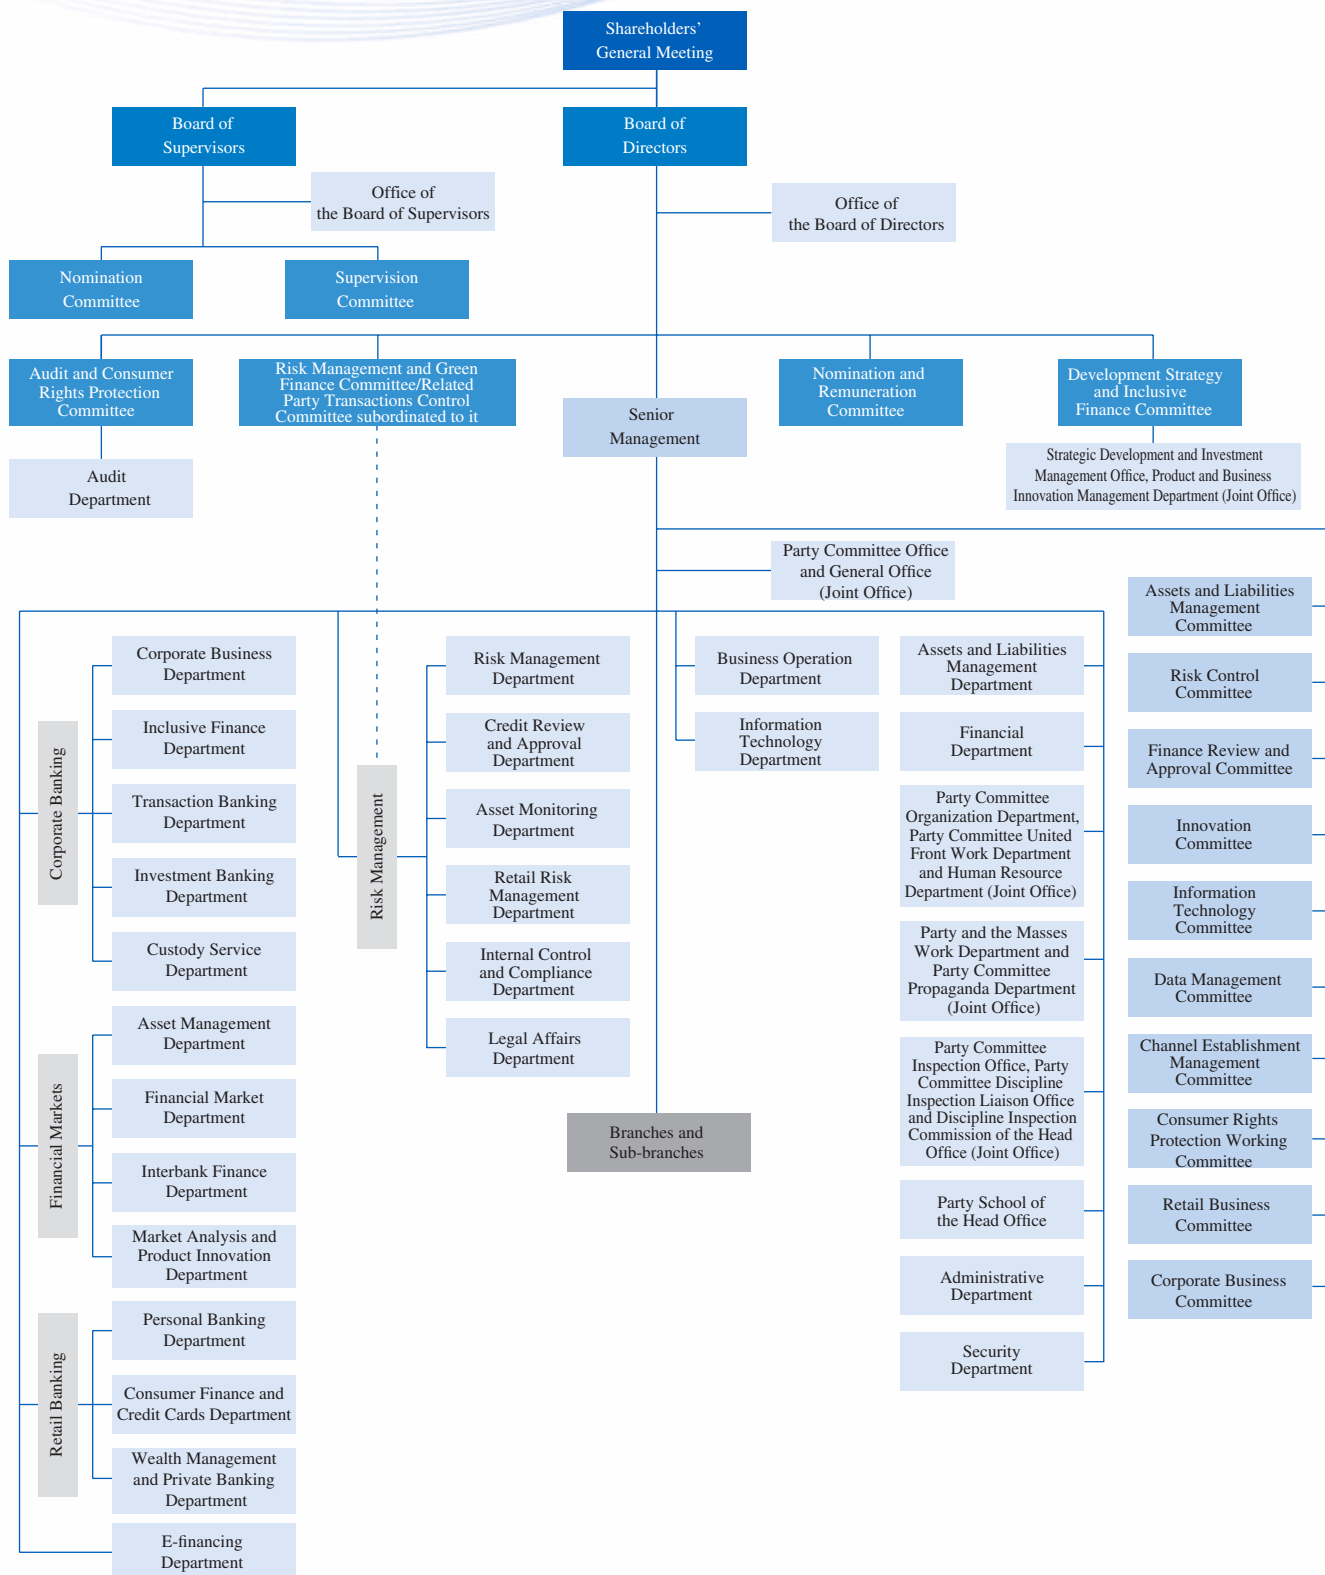 Shareholders’
General Meeting
Board of
Supervisors
Board of
Directors
Office of
the Board of Supervisors
Office of
the Board of Directors
Nomination
Committee
Supervision
Committee
Audit and Consumer
Rights Protection
Committee
Risk Management and Green
Finance Committee/Related
Party Transactions Control
Committee subordinated to it
Senior
Management
Nomination and
Remuneration
Committee
Development Strategy
and Inclusive
Finance Committee
Audit
Department
Strategic Development and Investment
Management Office, Product and Business
Innovation Management Department (Joint Office)
Party Committee Office
and General Office
(Joint Office)
Corporate Banking
Corporate Business
Department
Inclusive Finance
Department
Transaction Banking
Department
Investment Banking
Department
Custody Service
Department
Financial Markets
Asset Management
Department
Financial Market
Department
Interbank Finance
Department
Market Analysis and
Product Innovation
Department
Retail Banking
Personal Banking
Department
Consumer Finance and
Credit Cards Department
Wealth Management
and Private Banking
Department
E-financing
Department
Risk Management
Risk Management
Department
Credit Review
and Approval
Department
Asset Monitoring
Department
Retail Risk
Management
Department
Internal Control
and Compliance
Department
Legal Affairs
Department
Branches and
Sub-branches
Business Operation
Department
Information
Technology
Department
Assets and Liabilities
Management
Department
Financial
Department
Party Committee
Organization Department,
Party Committee United
Front Work Department
and Human Resource
Department (Joint Office)
Party and the Masses
Work Department and
Party Committee
Propaganda Department
(Joint Office)
Party Committee
Inspection Office, Party
Committee Discipline
Inspection Liaison Office
and Discipline Inspection
Commission of the Head
Office (Joint Office)
Party School of
the Head Office
Administrative
Department
Security
Department
Assets and Liabilities
Management
Committee
Risk Control
Committee
Finance Review and
Approval Committee
Innovation
Committee
Information
Technology
Committee
Data Management
Committee
Channel Establishment
Management
Committee
Consumer Rights
Protection Working
Committee
Retail Business
Committee
Corporate Business
Committee